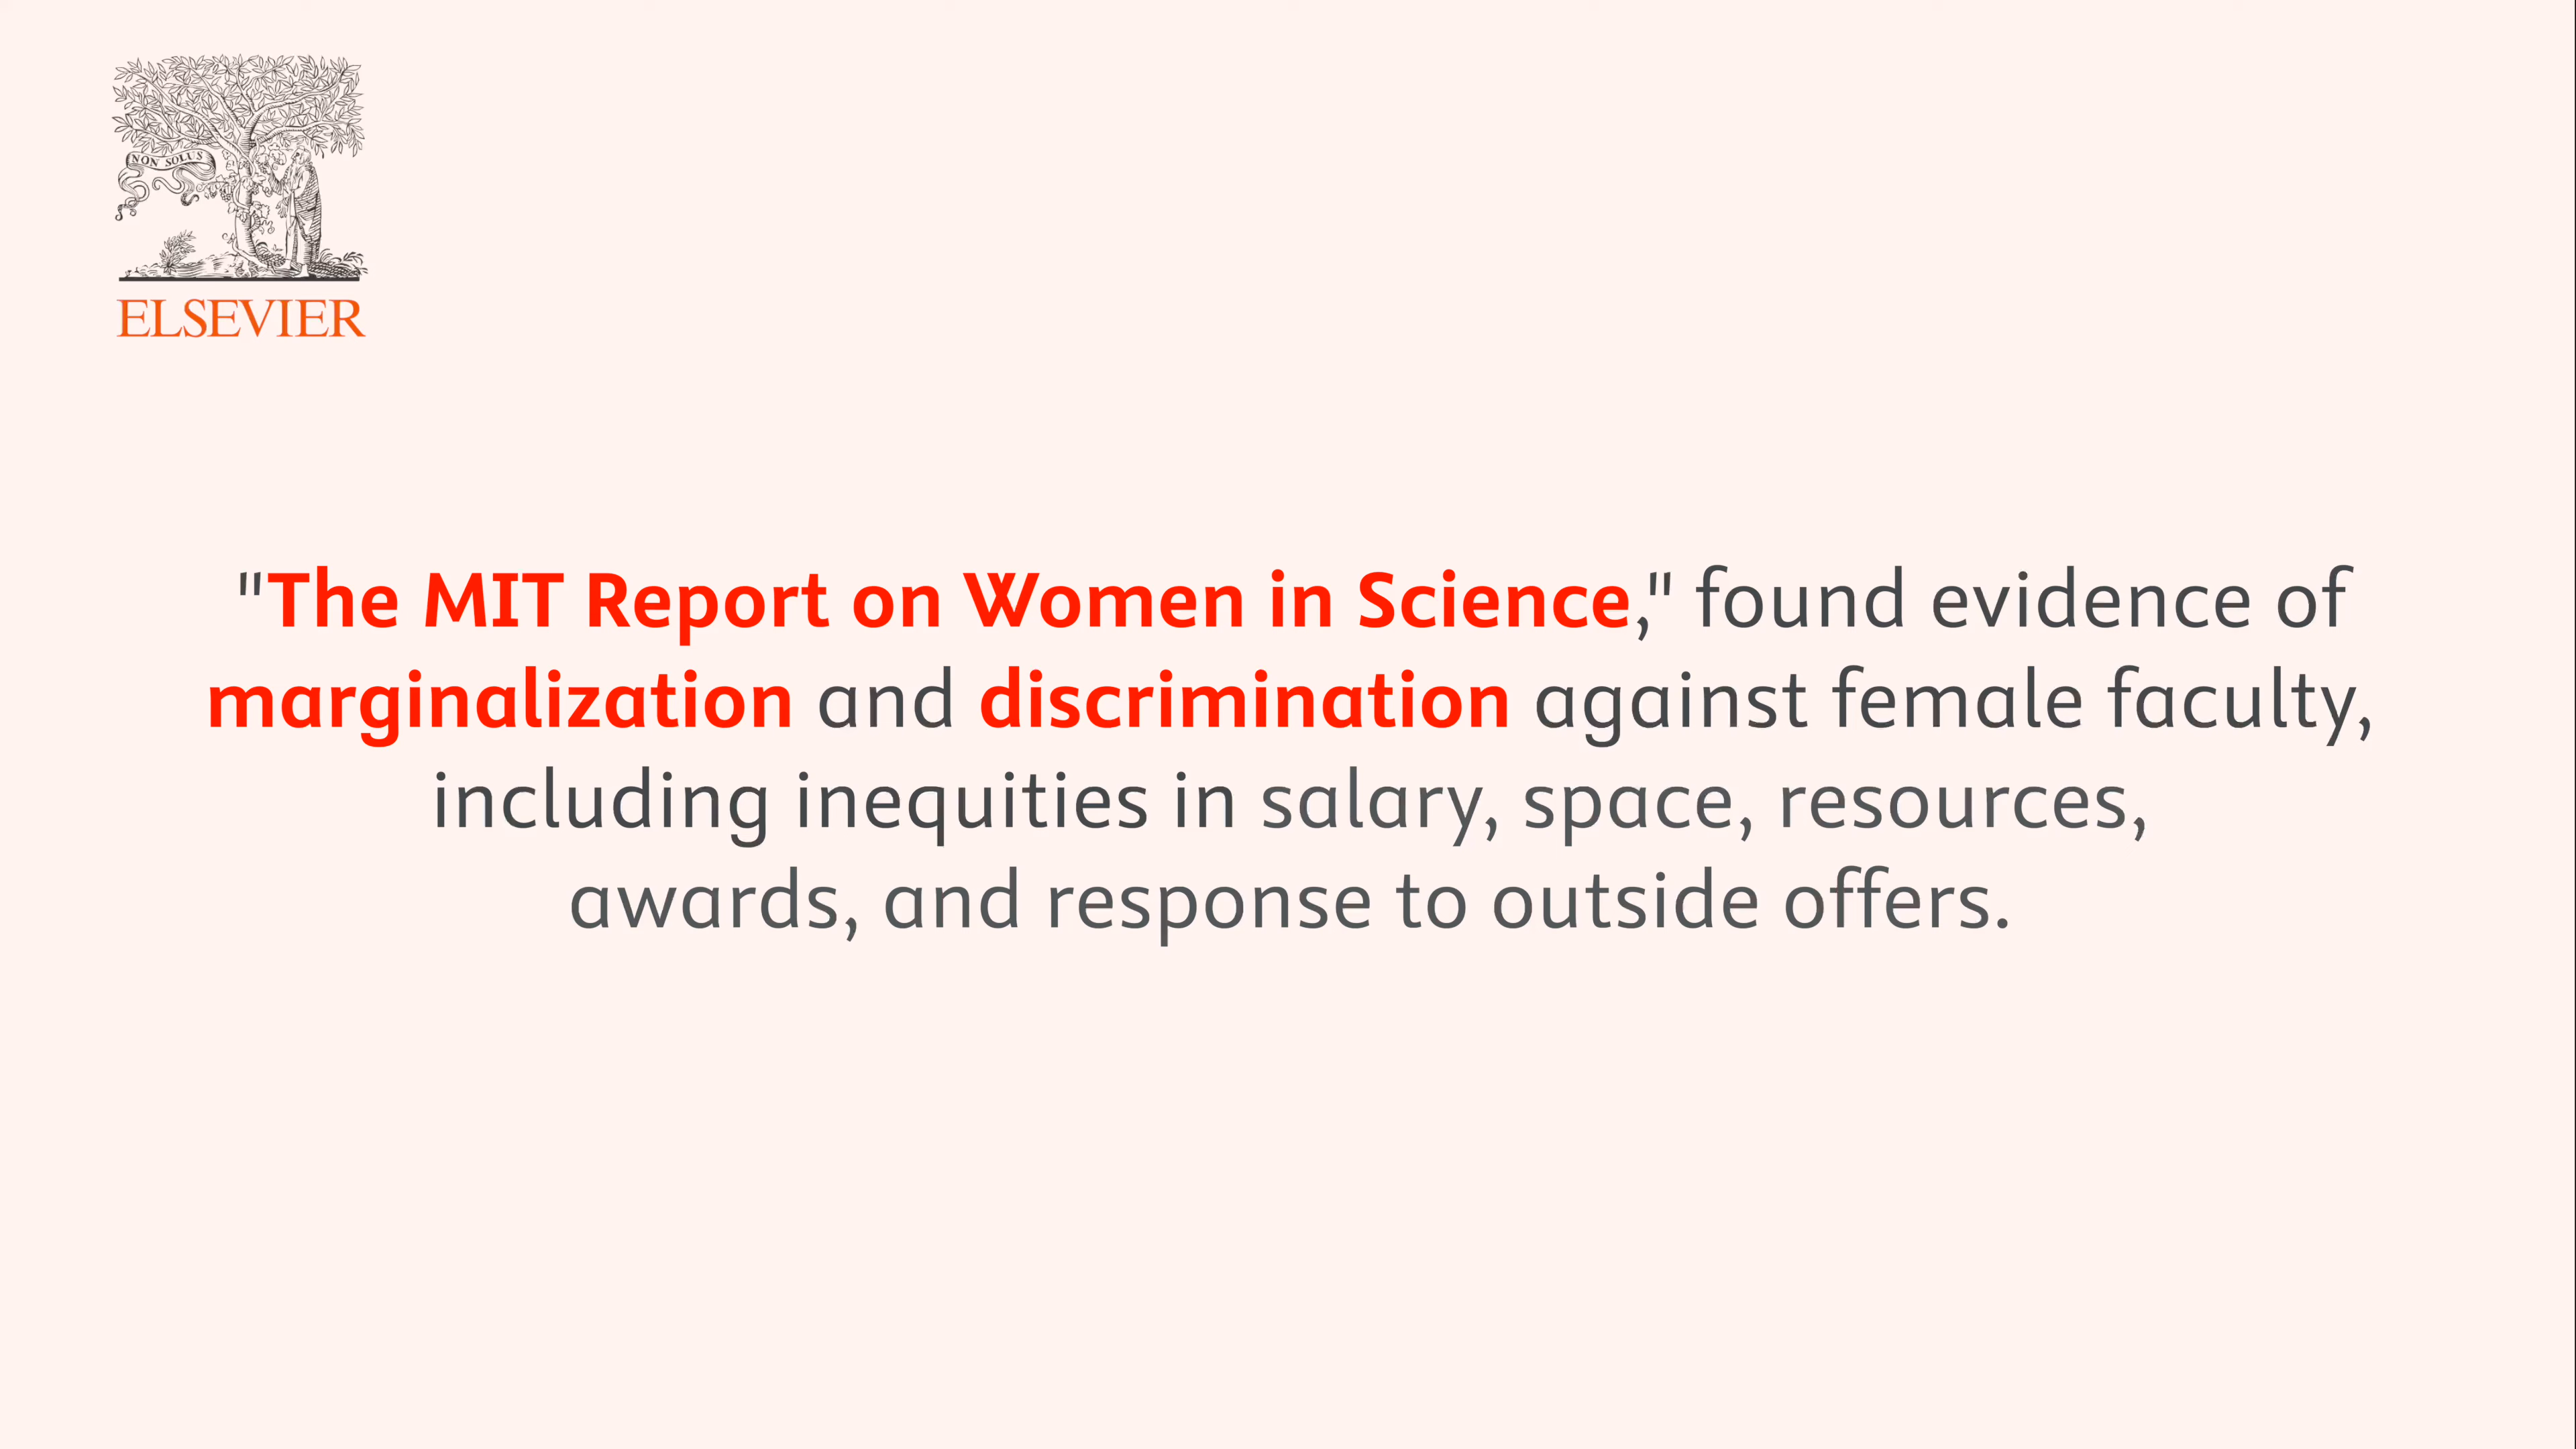 NON SOLUS
ELSEVIER
"The MIT Report on Women in Science," found evidence of
marginalization and discrimination against female faculty,
including inequities in salary, space, resources,
awards, and response to outside offers.